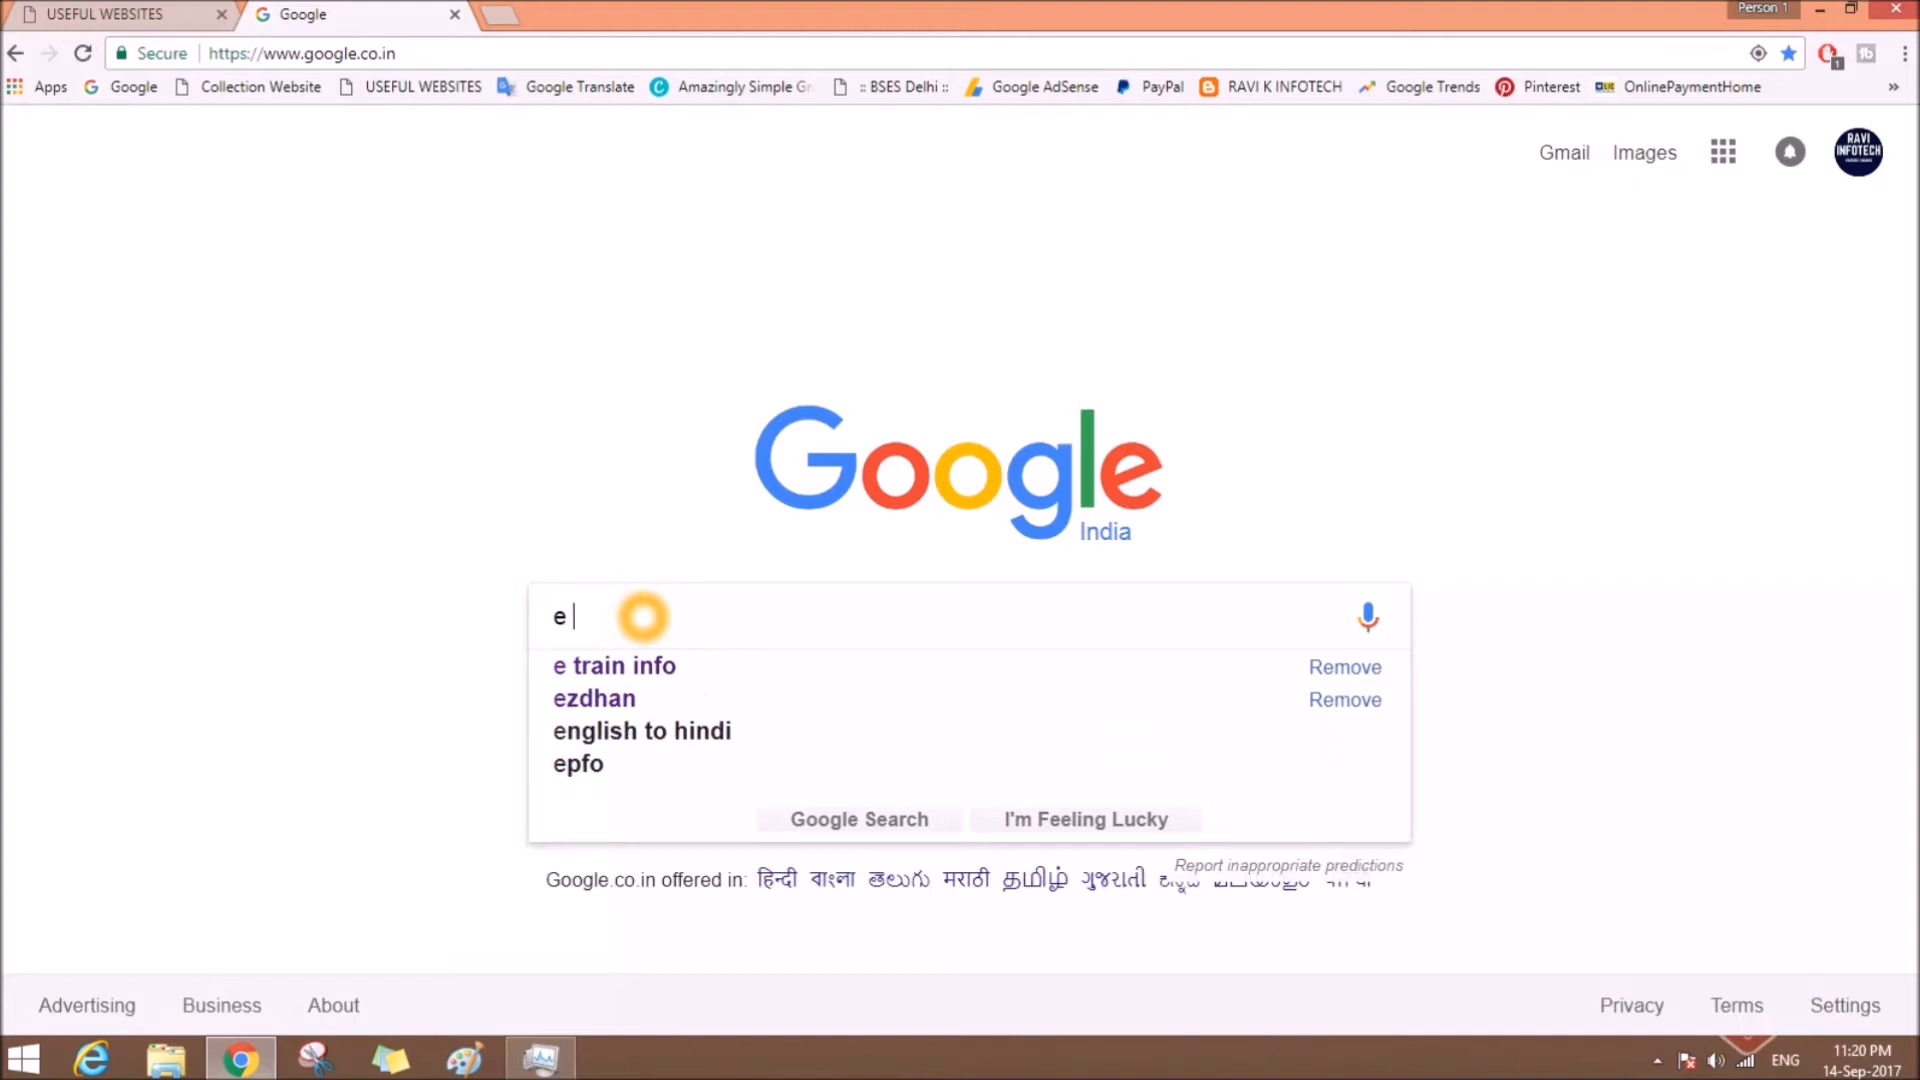 USEFUL WEBSITES
Google
Person 1
Secure
https://www.google.co.in
1
Apps
Google
Collection Website
USEFUL WEBSITES
Google Translate
Amazingly Simple Gr
:: BSES Delhi ::
Google AdSense
PayPal
RAVI K INFOTECH
Google Trends
Pinterest
OnlinePaymentHome
»
Gmail
Images
RAVI
INFOTECH
Google
India
e
e train info Remove
ezdhan Remove
english to hindi
epfo
Google Search
I'm Feeling Lucky
Report inappropriate predictions
Google.co.in offered in: हिन्दी বাংলা తెలుగు मराठी தமிழ் ગુજરાતી
Advertising
Business
About
Privacy
Terms
Settings
ENG
11:20 PM
14-Sep-2017